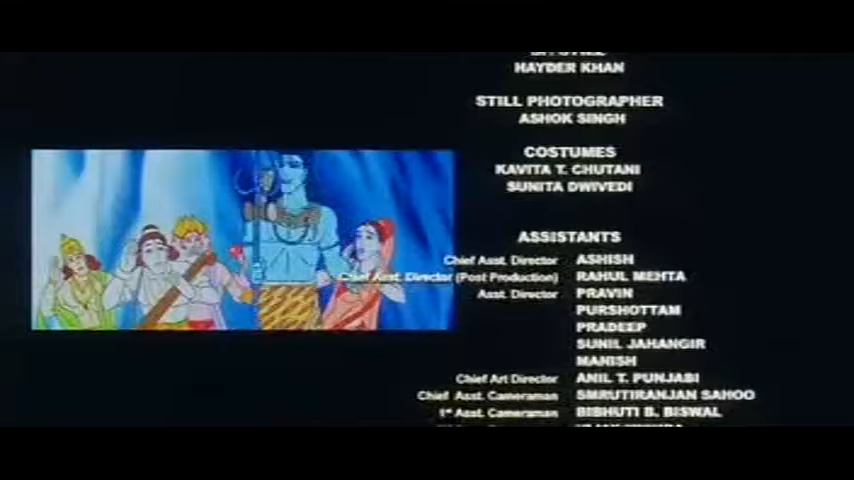 HAYDER KHAN
STILL PHOTOGRAPHER
ASHOK SINGH
COSTUMES
KAVITA T. CHUTANI
SUNITA DWIVEDI
ASSISTANTS
Chief Asst. Director ASHISH
Chief Asst. Director (Post Production) RAHUL MEHTA
Asst. Director PRAVIN
PURSHOTTAM
PRADEEP
SUNIL JAHANGIR
MANISH
Chief Art Director ANIL T. PUNJABI
Chief Asst. Cameraman SMRUTIRANJAN SAHOO
1st Asst. Cameraman BIBHUTI B. BISWAL